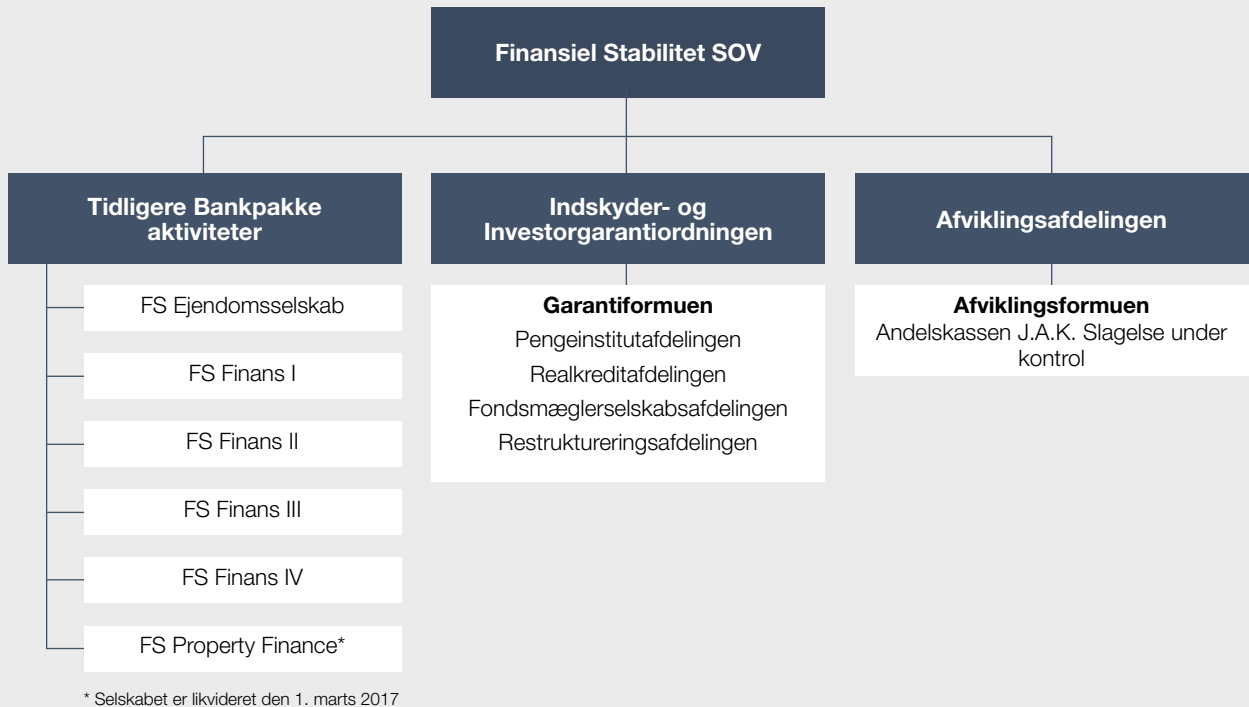 Finansiel Stabilitet SOV
Tidligere Bankpakke
aktiviteter
FS Ejendomsselskab
FS Finans I
FS Finans II
FS Finans III
FS Finans IV
FS Property Finance*
* Selskabet er likvideret den 1. marts 2017
Indskyder- og
Investorgarantiordningen
Garantiformuen
Pengeinstitutafdelingen
Realkreditafdelingen
Fondsmæglerselskabsafdelingen
Restruktureringsafdelingen
Afviklingsafdelingen
Afviklingsformuen
Andelskassen J.A.K. Slagelse under
kontrol